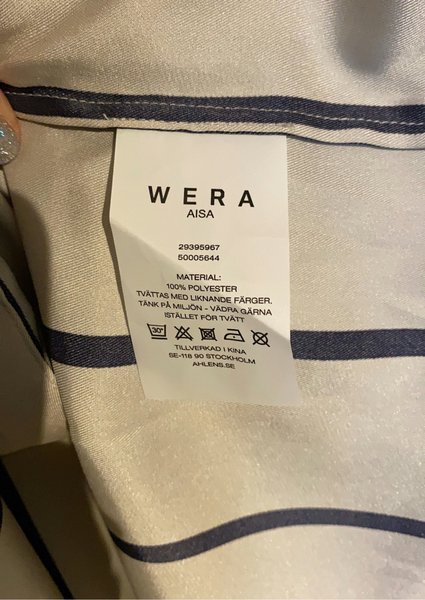 WERA
AISA
29395967
50005644
MATERIAL:
100% POLYESTER
TVÄTTAS MED LIKNANDE FÄRGER.
TÄNK PÅ MILJÖN - VÄDRA GÄRNA
ISTÄLLET FÖR TVÄTT
30°
TILLVERKAD I KINA
SE-118 90 STOCKHOLM
AHLENS.SE